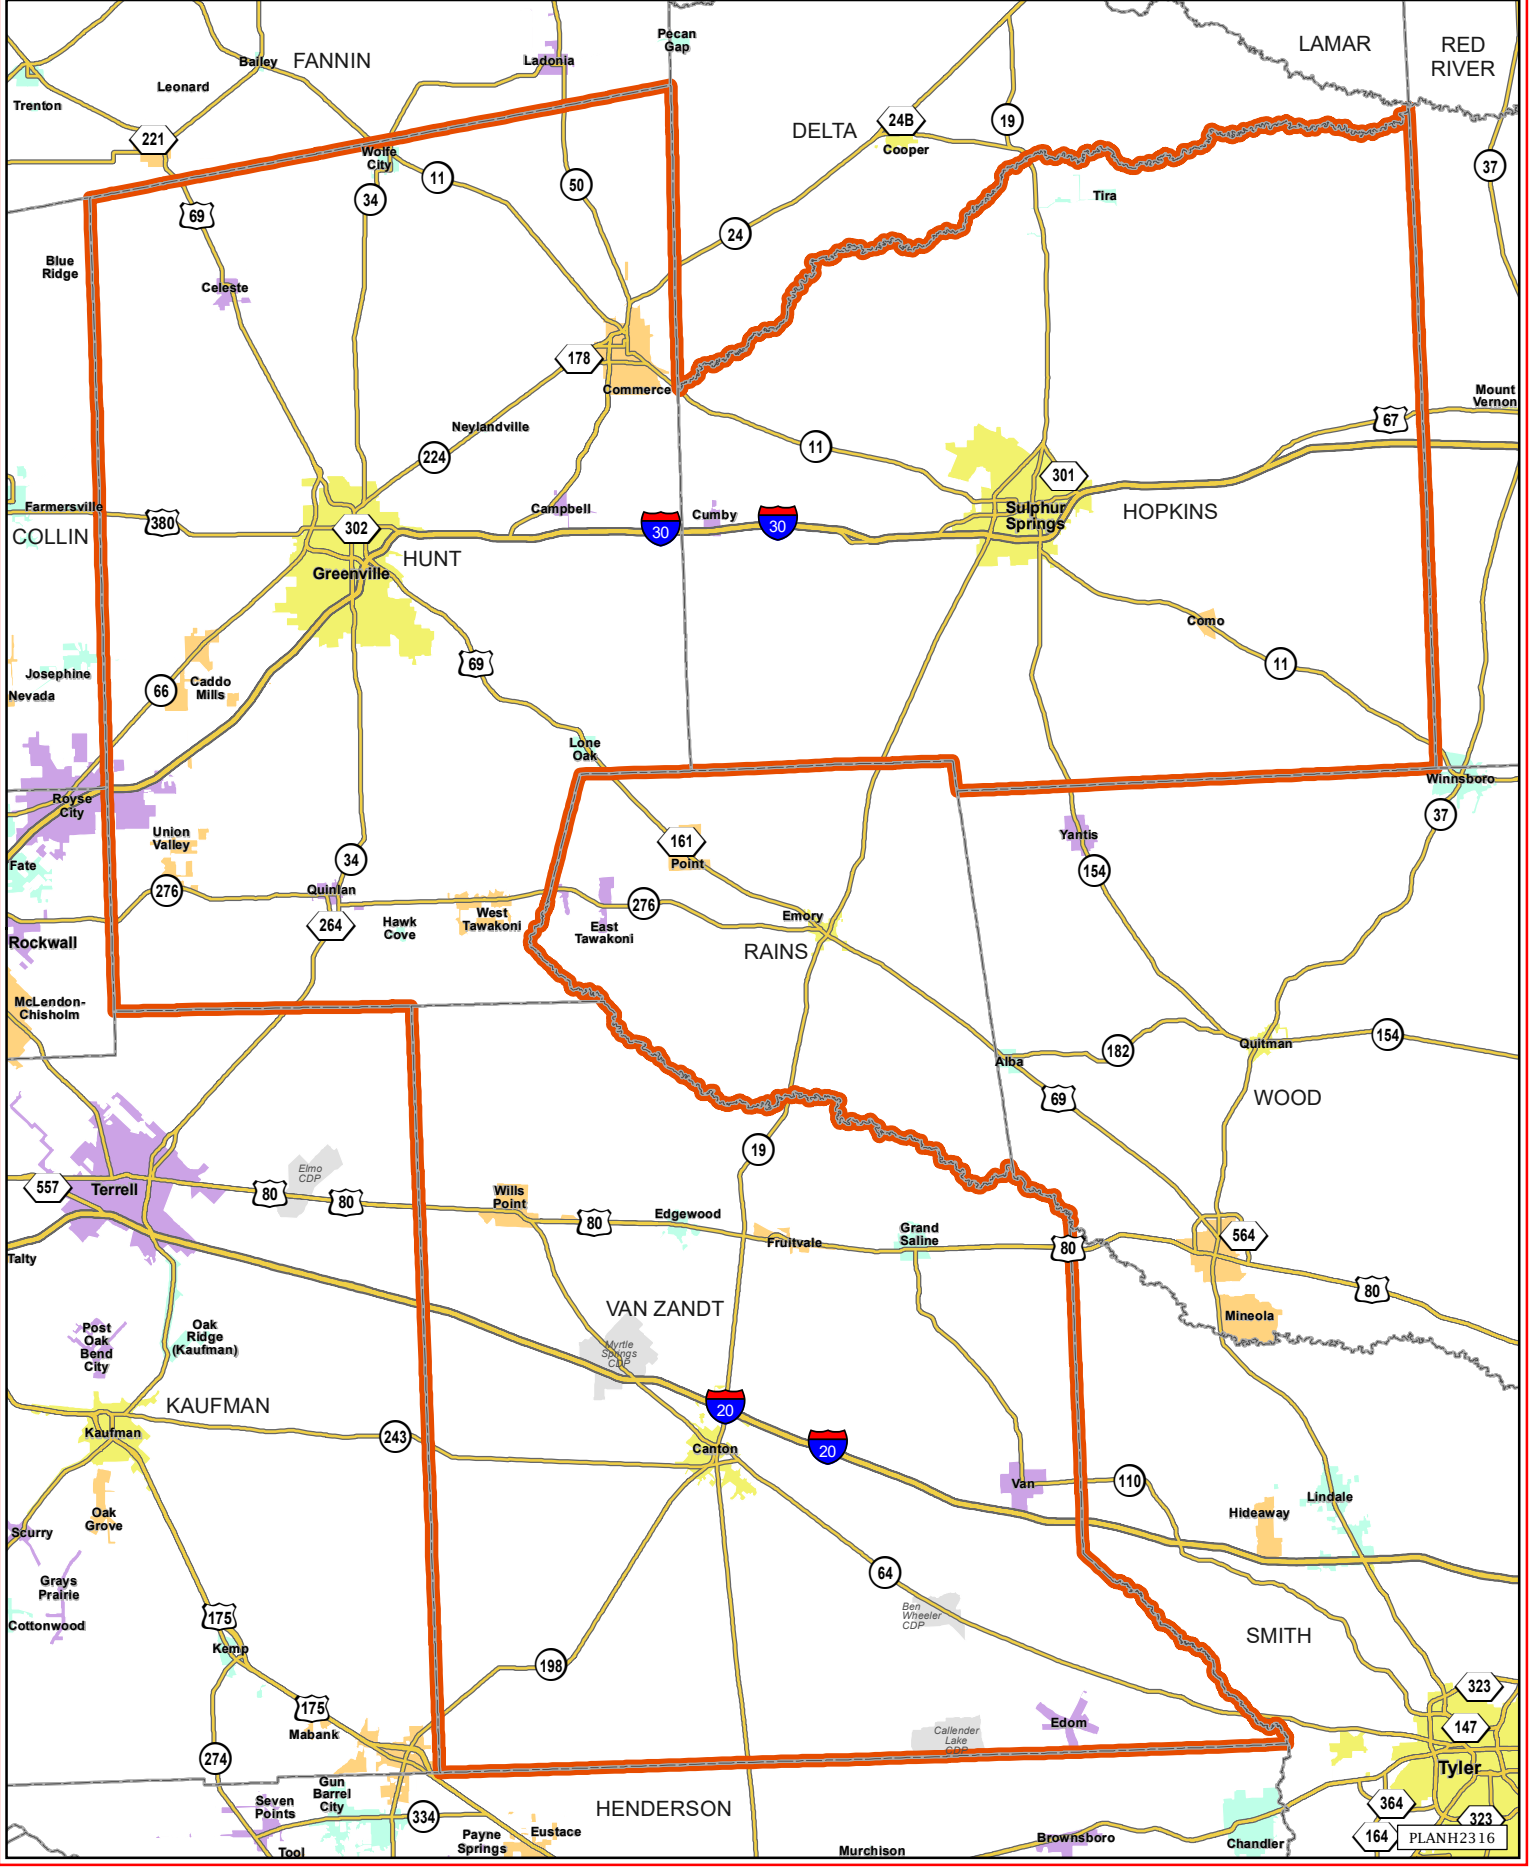 LAMAR
RED
RIVER
Pecan
Gap
Ladonia
Bailey
FANNIN
Leonard
Trenton
221
24B
19
DELTA
Cooper
Wolfe
City
11
34
50
37
Tira
69
24
Blue
Ridge
Celeste
178
Commerce
Mount
Vernon
67
Neylandville
224
11
301
Farmersville
380
302
Campbell
30
Cumby
30
Sulphur
Springs
HOPKINS
COLLIN
HUNT
Greenville
Como
69
11
Josephine
Nevada
66
Caddo
Mills
Lone
Oak
Winnsboro
Royse
City
37
Union
Valley
161
Point
Yantis
154
Fate
34
276
Quinlan
264
Hawk
Cove
West
Tawakoni
276
East
Tawakoni
Emory
RAINS
Rockwall
McLendon-
Chisholm
182
Alba
Quitman
154
69
WOOD
19
Elmo
CDP
557
Terrell
80
80
Wills
Point
80
Edgewood
Fruitvale
Grand
Saline
80
564
80
Talty
VAN ZANDT
Mineola
Post
Oak
Bend
City
Oak
Ridge
(Kaufman)
Myrtle
Springs
CDP
KAUFMAN
20
20
Kaufman
243
Canton
Van
110
Lindale
Hideaway
Oak
Grove
Scurry
64
Grays
Prairie
Cottonwood
175
Ben
Wheeler
CDP
SMITH
Kemp
198
323
175
Mabank
Edom
147
Callender
Lake
CDP
274
Tyler
Gun
Barrel
City
Seven
Points
334
HENDERSON
364
323
Eustace
Payne
Springs
Tool
Murchison
Brownsboro
Chandler
164
PLANH2316